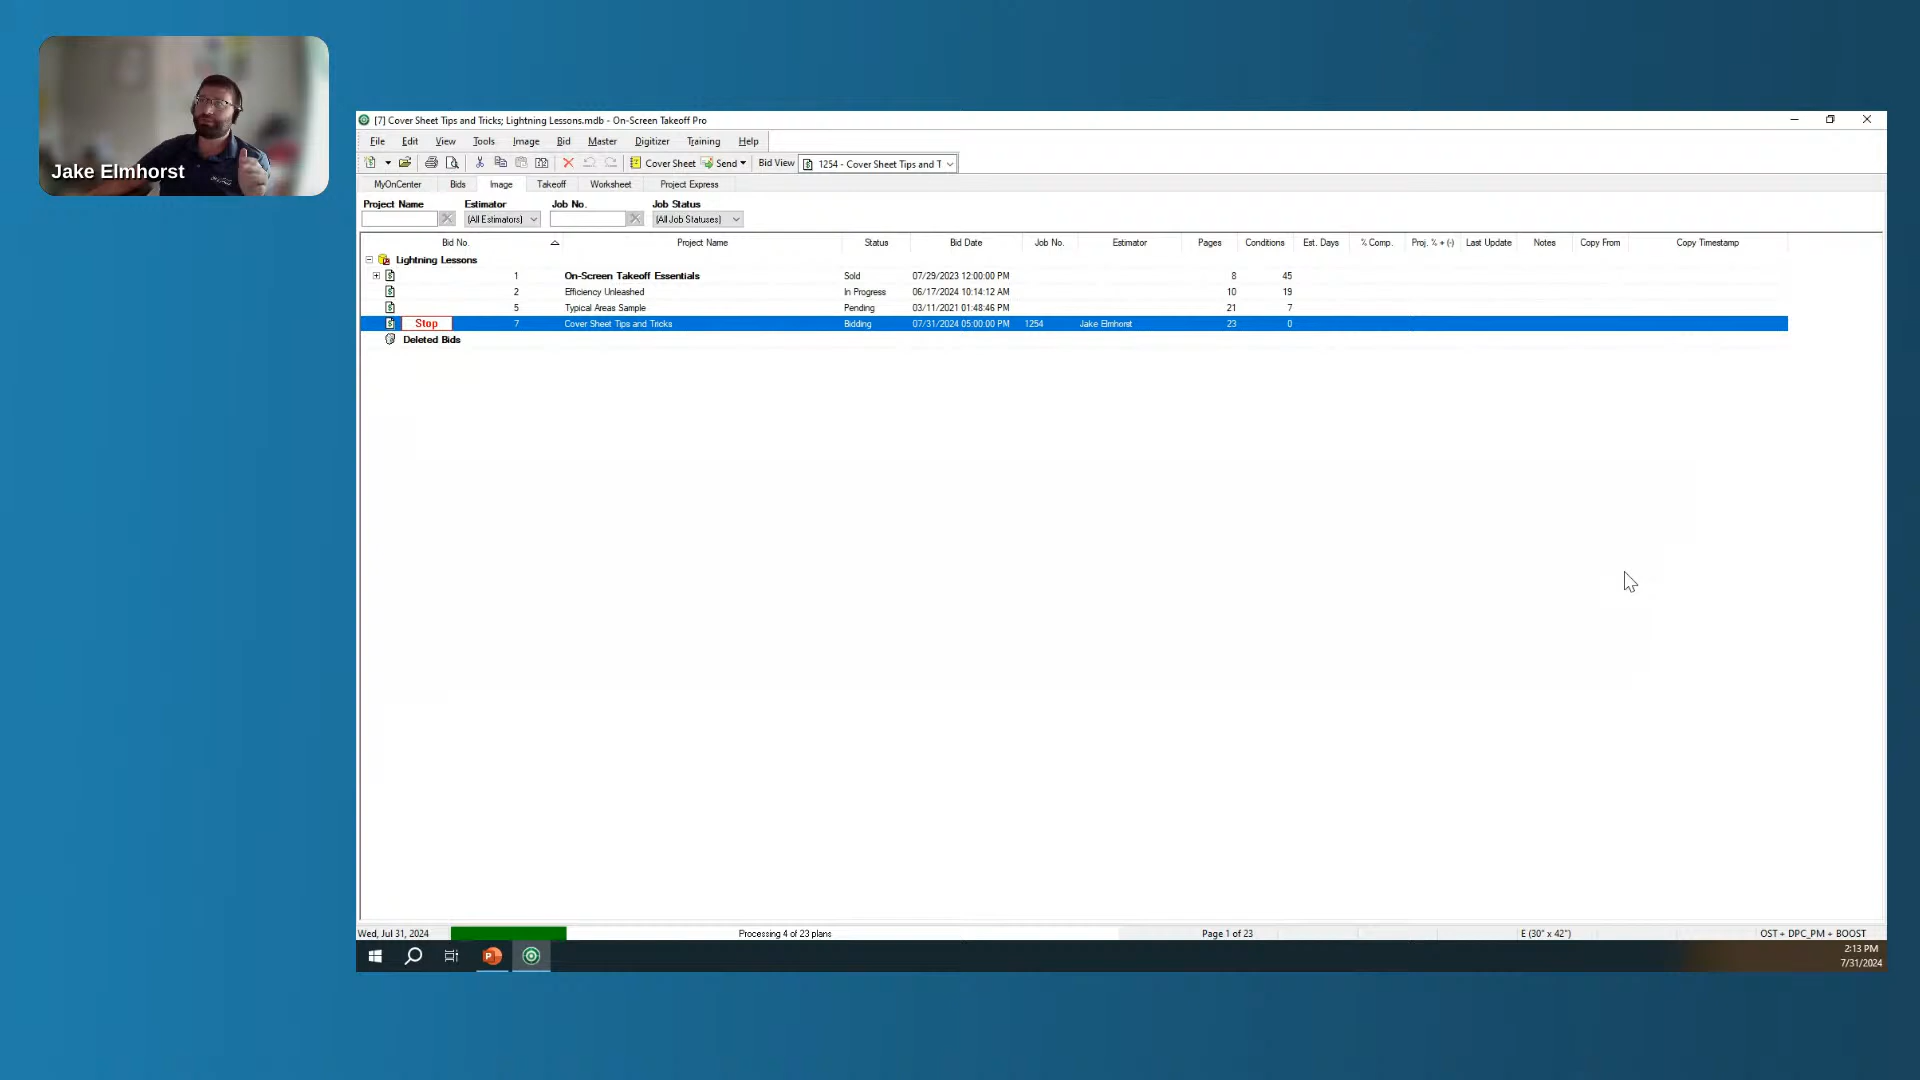 Jake Elmhorst
[7] Cover Sheet Tips and Tricks; Lightning Lessons.mdb - On-Screen Takeoff Pro
File Edit View Tools Image Bid Master Digitizer Training Help
Cover Sheet Send Bid View 1254 - Cover Sheet Tips and T
MyOnCenter Bids Image Takeoff Worksheet Project Express
Project Name Estimator Job No. Job Status
(All Estimators) (All Job Statuses)
Bid No. Project Name Status Bid Date Job No. Estimator Pages Conditions Est. Days % Comp. Proj. % + (-) Last Update Notes Copy From Copy Timestamp
Lightning Lessons
1 On-Screen Takeoff Essentials Sold 07/29/2023 12:00:00 PM 8 45
2 Efficiency Unleashed In Progress 06/17/2024 10:14:12 AM 10 19
5 Typical Areas Sample Pending 03/11/2021 01:48:46 PM 21 7
Stop 7 Cover Sheet Tips and Tricks Bidding 07/31/2024 05:00:00 PM 1254 Jake Elmhorst 23 0
Deleted Bids
Wed, Jul 31, 2024 Processing 4 of 23 plans Page 1 of 23 E (30" x 42") OST + DPC_PM + BOOST
2:13 PM
7/31/2024